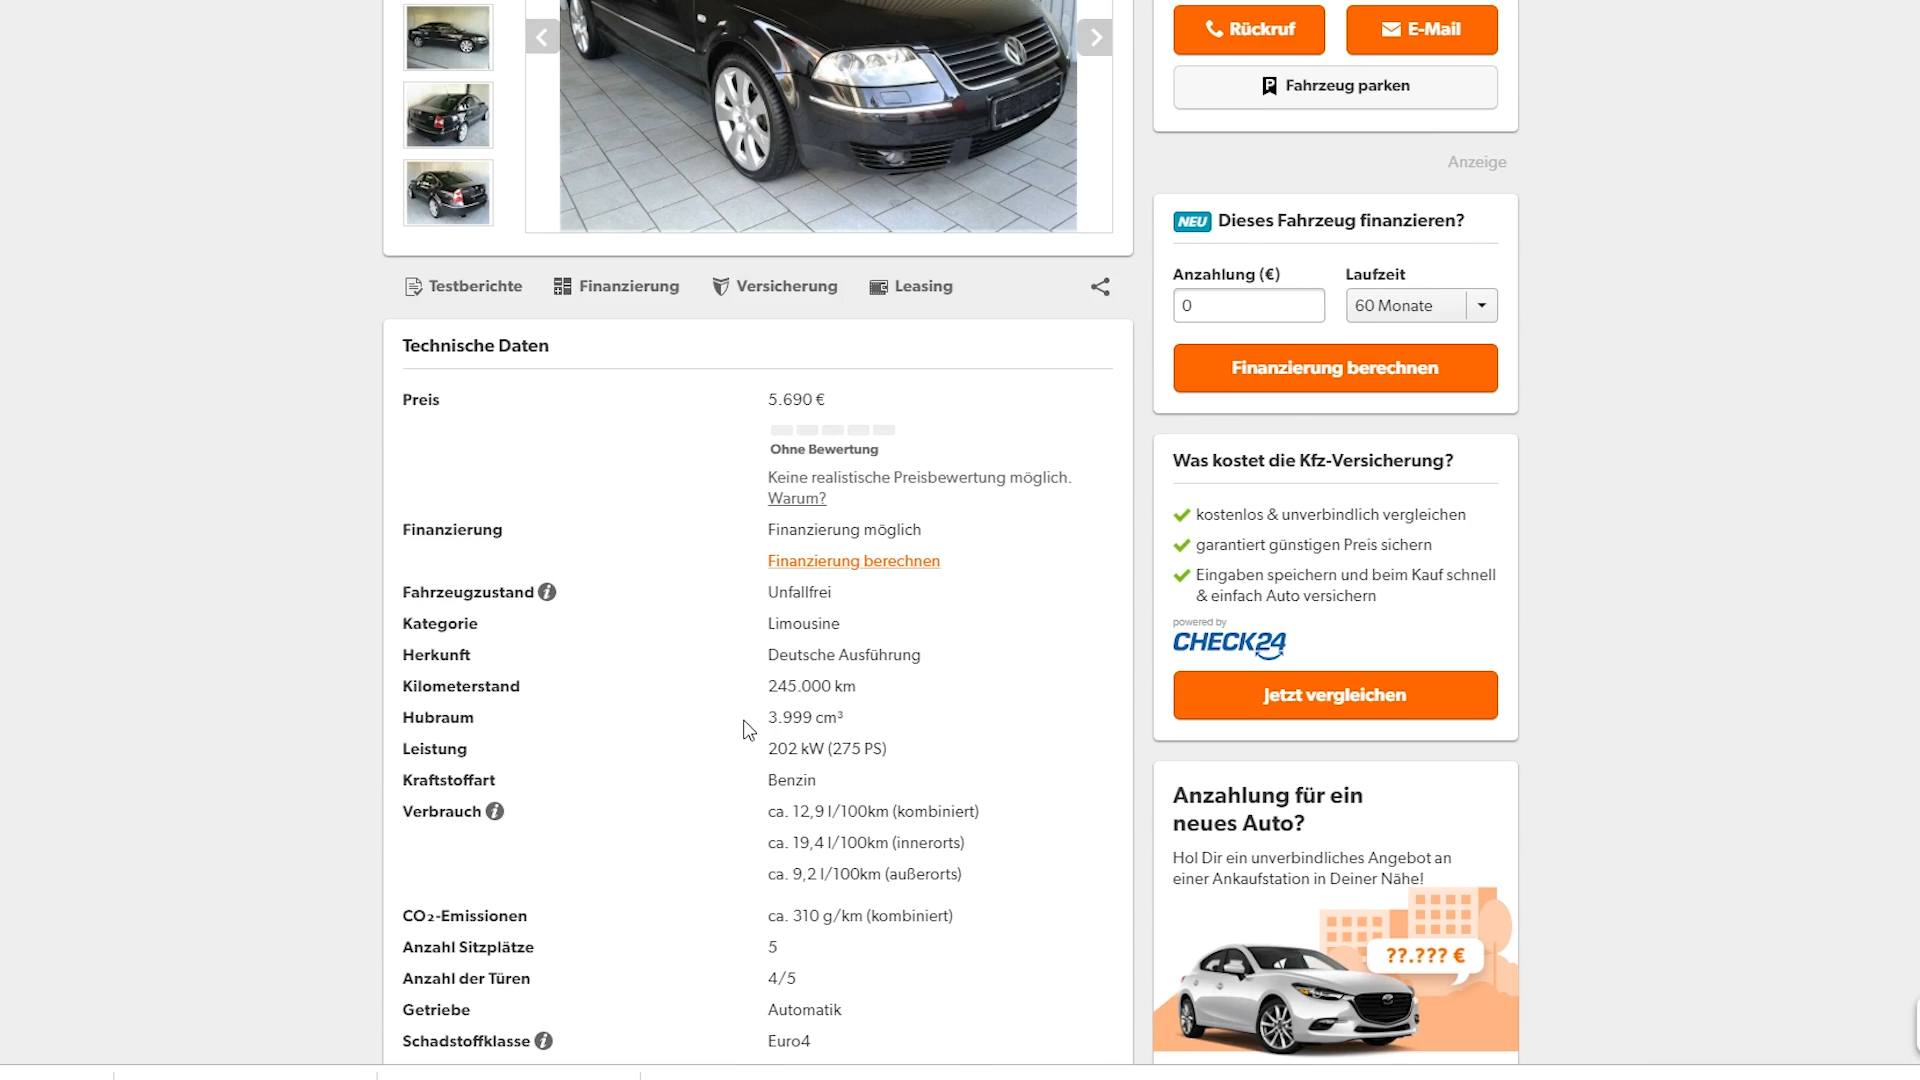 Rückruf
E-Mail
Fahrzeug parken
Anzeige
NEU Dieses Fahrzeug finanzieren?
Anzahlung (€)
Laufzeit
0
60 Monate
Finanzierung berechnen
Testberichte
Finanzierung
Versicherung
Leasing
Technische Daten
Preis
5.690 €
Ohne Bewertung
Keine realistische Preisbewertung möglich.
Warum?
Finanzierung
Finanzierung möglich
Finanzierung berechnen
Fahrzeugzustand
Unfallfrei
Kategorie
Limousine
Herkunft
Deutsche Ausführung
Kilometerstand
245.000 km
Hubraum
3.999 cm³
Leistung
202 kW (275 PS)
Kraftstoffart
Benzin
Verbrauch
ca. 12,9 l/100km (kombiniert)
ca. 19,4 l/100km (innerorts)
ca. 9,2 l/100km (außerorts)
CO₂-Emissionen
ca. 310 g/km (kombiniert)
Anzahl Sitzplätze
5
Anzahl der Türen
4/5
Getriebe
Automatik
Schadstoffklasse
Euro4
Was kostet die Kfz-Versicherung?
kostenlos & unverbindlich vergleichen
garantiert günstigen Preis sichern
Eingaben speichern und beim Kauf schnell
& einfach Auto versichern
powered by
CHECK24
Jetzt vergleichen
Anzahlung für ein
neues Auto?
Hol Dir ein unverbindliches Angebot an
einer Ankaufstation in Deiner Nähe!
??.??? €